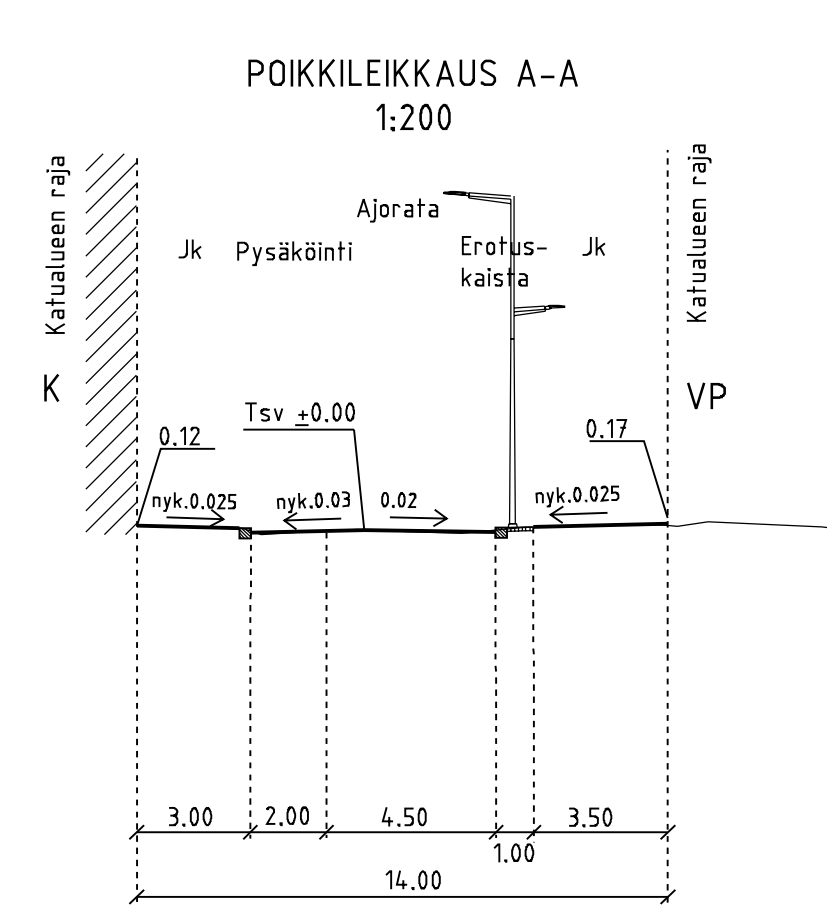 POIKKILEIKKAUS A-A
1:200
Katualueen raja
Katualueen raja
Ajorata
Jk
Pysäköinti
Erotus-
kaista
Jk
K
VP
Tsv ±0.00
0.12
0.17
nyk.0.025
nyk.0.03
0.02
nyk.0.025
3.00
2.00
4.50
3.50
1.00
14.00